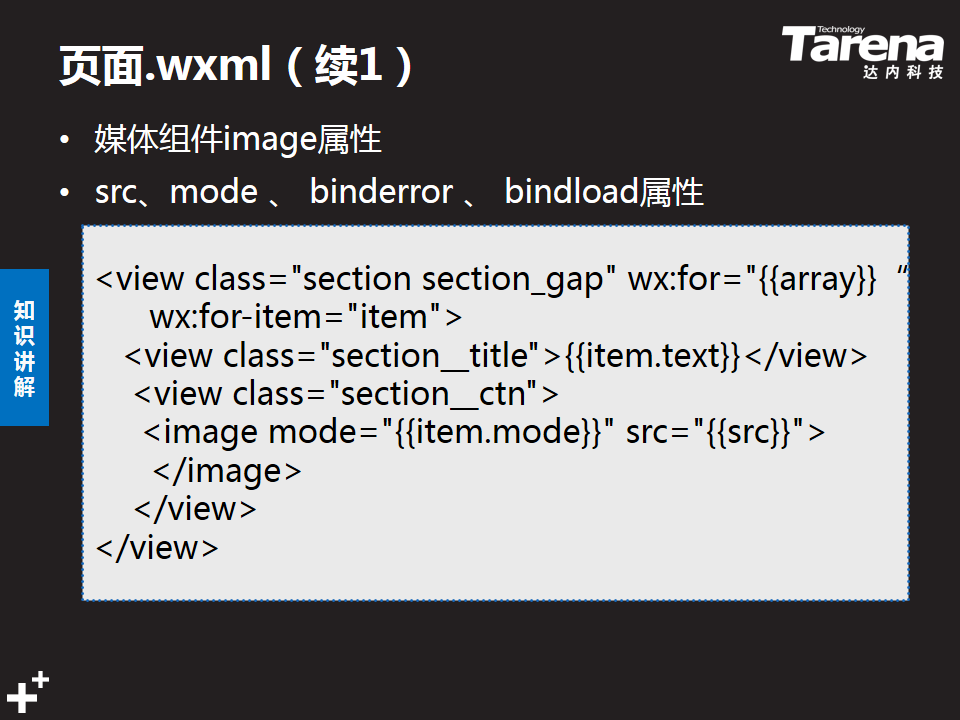 页面.wxml（续1）
Technology
Tarena
达内科技
• 媒体组件image属性
• src、mode 、 binderror 、 bindload属性
知识讲解
<view class="section section_gap" wx:for="{{array}} “
wx:for-item="item">
<view class="section__title">{{item.text}}</view>
<view class="section__ctn">
<image mode="{{item.mode}}" src="{{src}}">
</image>
</view>
</view>